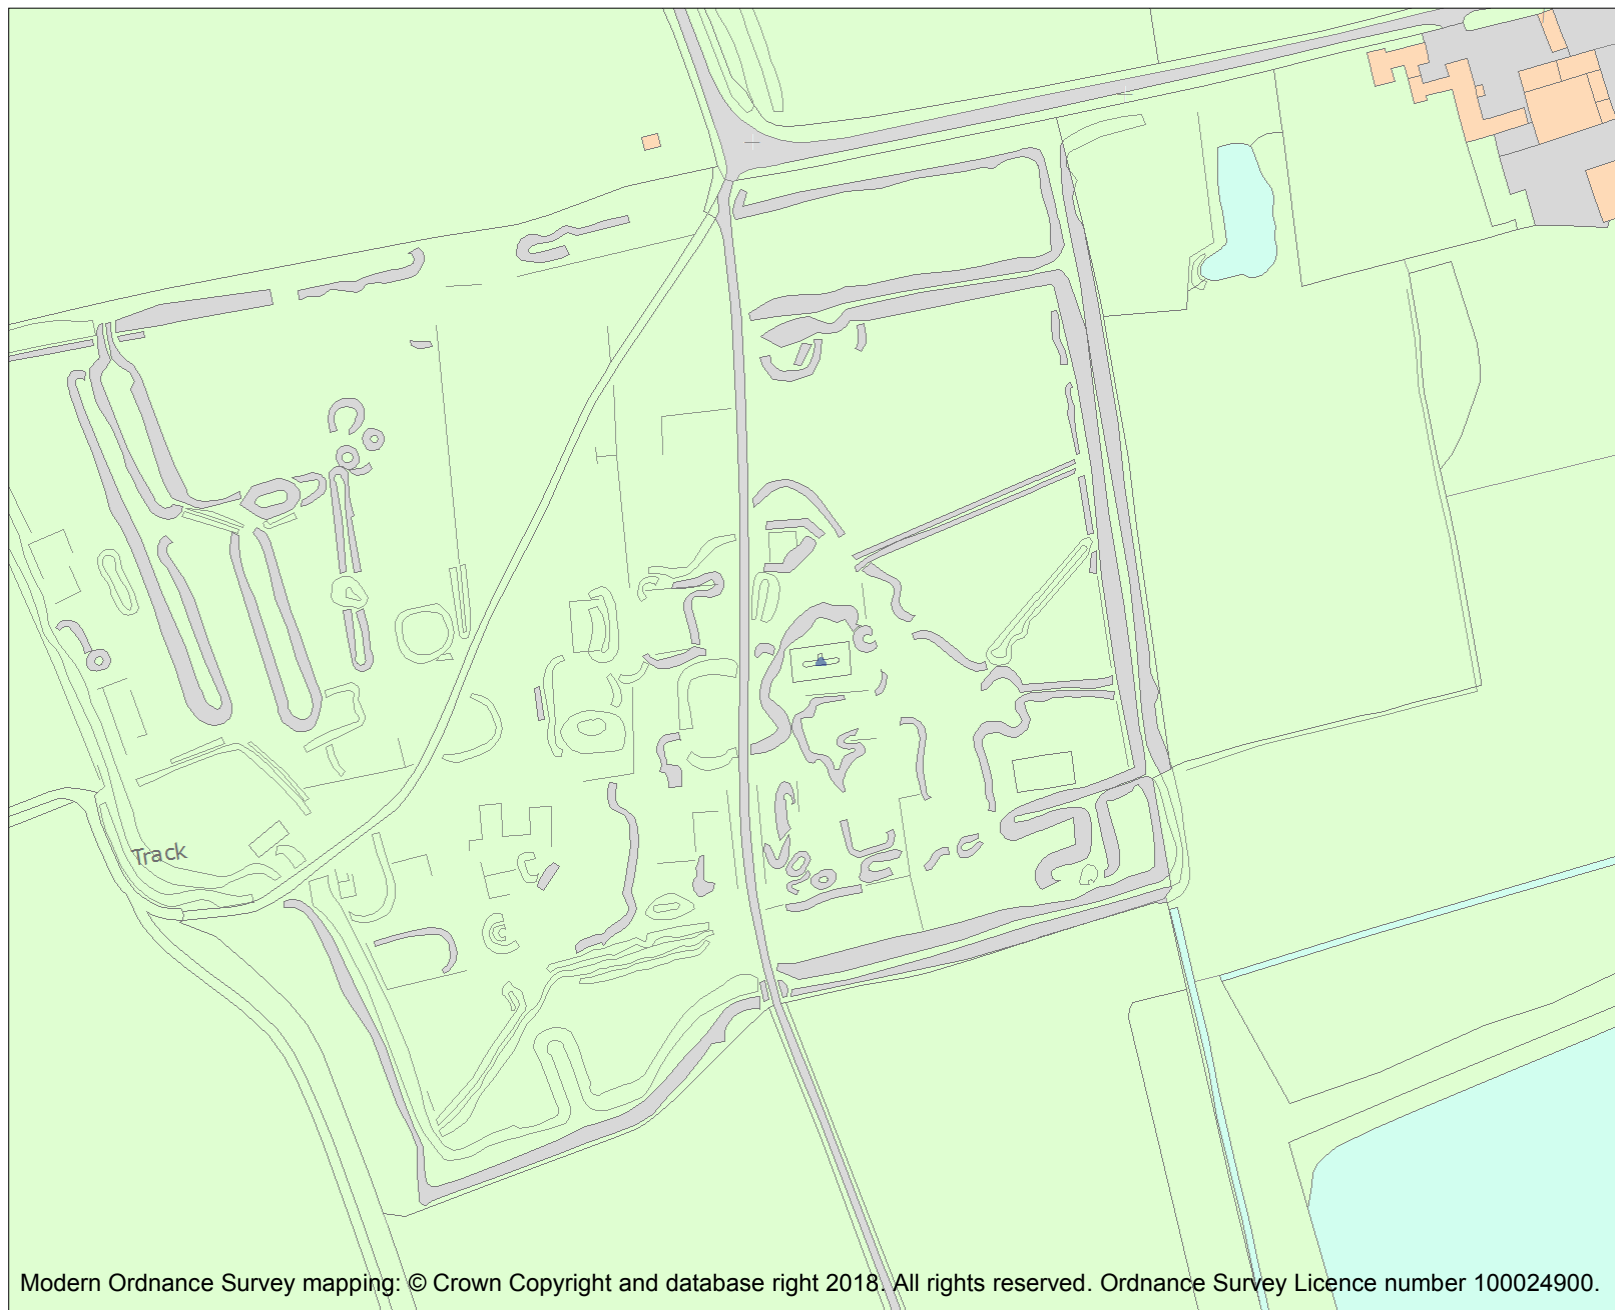 Track
Modern Ordnance Survey mapping: © Crown Copyright and database right 2018. All rights reserved. Ordnance Survey Licence number 100024900.